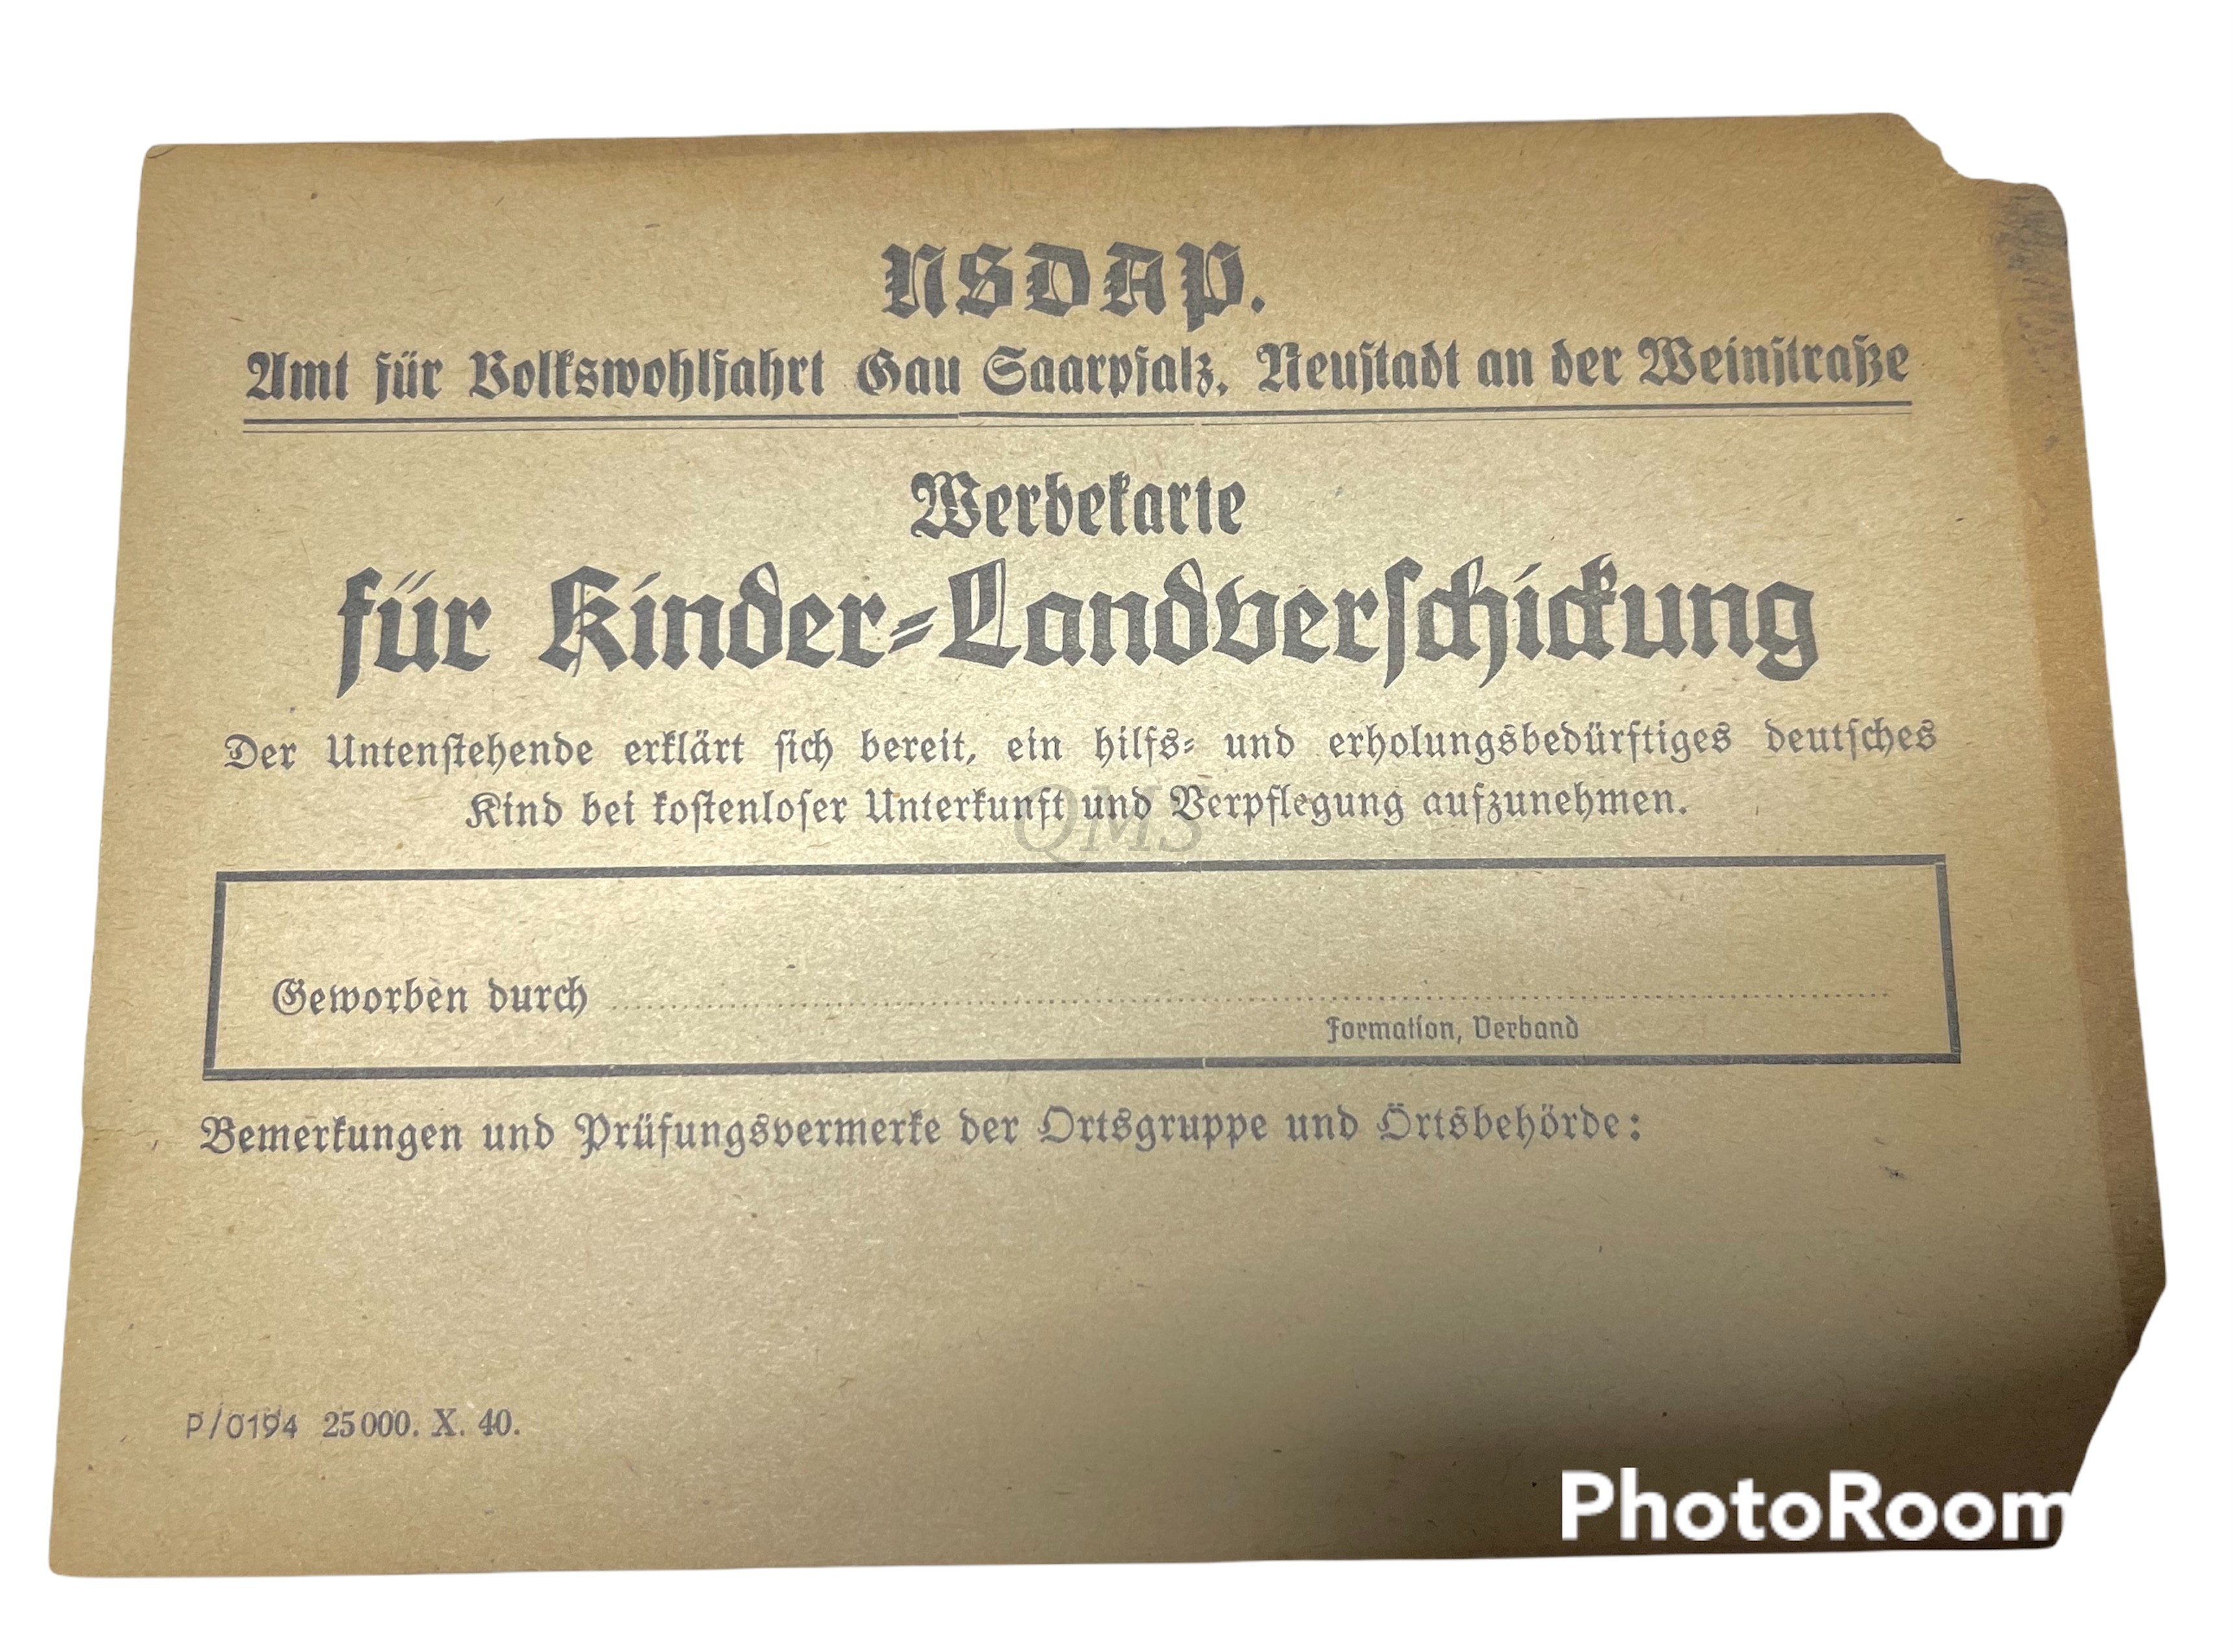 NSDAP.
Amt für Volkswohlfahrt Gau Saarpfalz, Neustadt an der Weinstraße
Werbekarte
für Kinder-Landverschickung
Der Untenstehende erklärt sich bereit, ein hilfs- und erholungsbedürftiges deutsches
Kind bei kostenloser Unterkunft und Verpflegung aufzunehmen.
QMS
Geworben durch
Formation, Verband
Bemerkungen und Prüfungsvermerke der Ortsgruppe und Örtsbehörde:
P/0194 25000. X. 40.
PhotoRoom